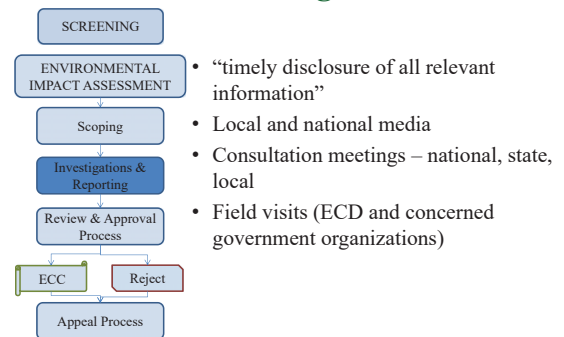 SCREENING
ENVIRONMENTAL
IMPACT ASSESSMENT
Scoping
Investigations &
Reporting
Review & Approval
Process
ECC
Reject
Appeal Process
• “timely disclosure of all relevant
information”
• Local and national media
• Consultation meetings – national, state,
local
• Field visits (ECD and concerned
government organizations)